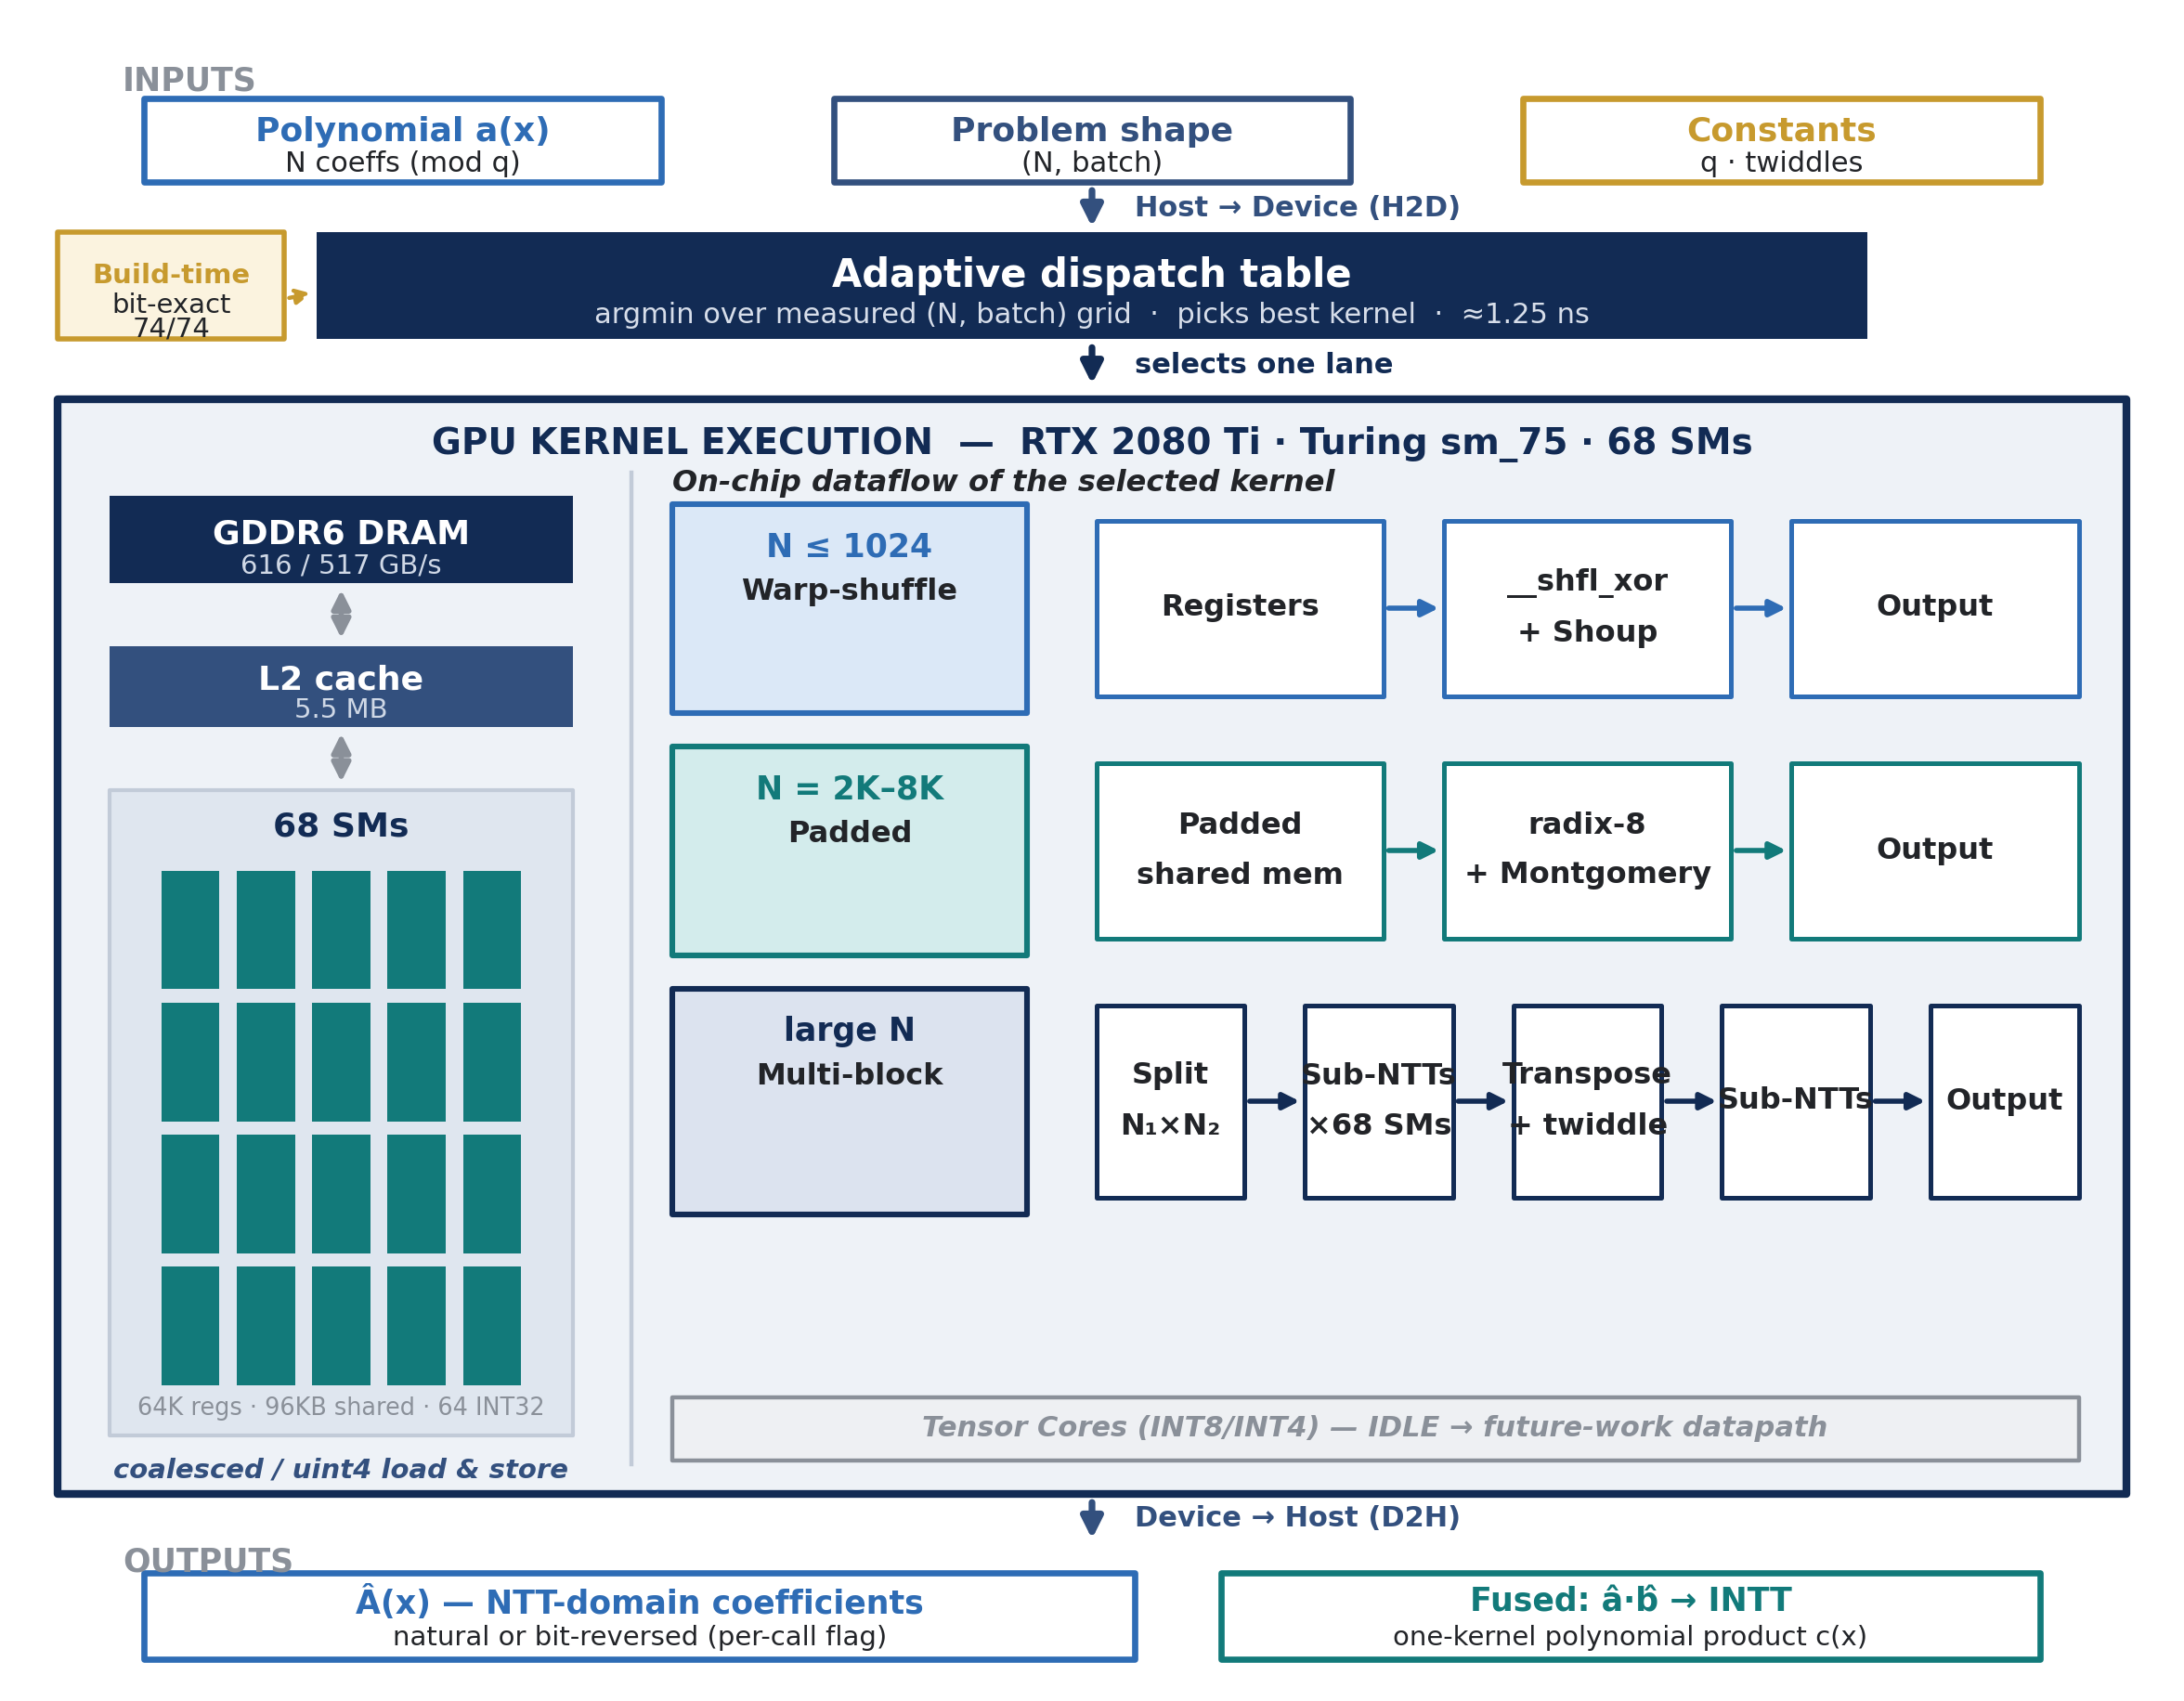 INPUTS
Polynomial a(x)
N coeffs (mod q)
Problem shape
(N, batch)
Constants
q · twiddles
Host → Device (H2D)
Build-time
bit-exact
74/74
Adaptive dispatch table
argmin over measured (N, batch) grid · picks best kernel · ≈1.25 ns
selects one lane
GPU KERNEL EXECUTION — RTX 2080 Ti · Turing sm_75 · 68 SMs
GDDR6 DRAM
616 / 517 GB/s
L2 cache
5.5 MB
68 SMs
64K regs · 96KB shared · 64 INT32
coalesced / uint4 load & store
On-chip dataflow of the selected kernel
N ≤ 1024
Warp-shuffle
Registers
__shfl_xor
+ Shoup
Output
N = 2K–8K
Padded
Padded
shared mem
radix-8
+ Montgomery
Output
large N
Multi-block
Split
N₁×N₂
Sub-NTTs
×68 SMs
Transpose
+ twiddle
Sub-NTTs
Output
Tensor Cores (INT8/INT4) — IDLE → future-work datapath
Device → Host (D2H)
OUTPUTS
Â(x) — NTT-domain coefficients
natural or bit-reversed (per-call flag)
Fused: â·b̂ → INTT
one-kernel polynomial product c(x)